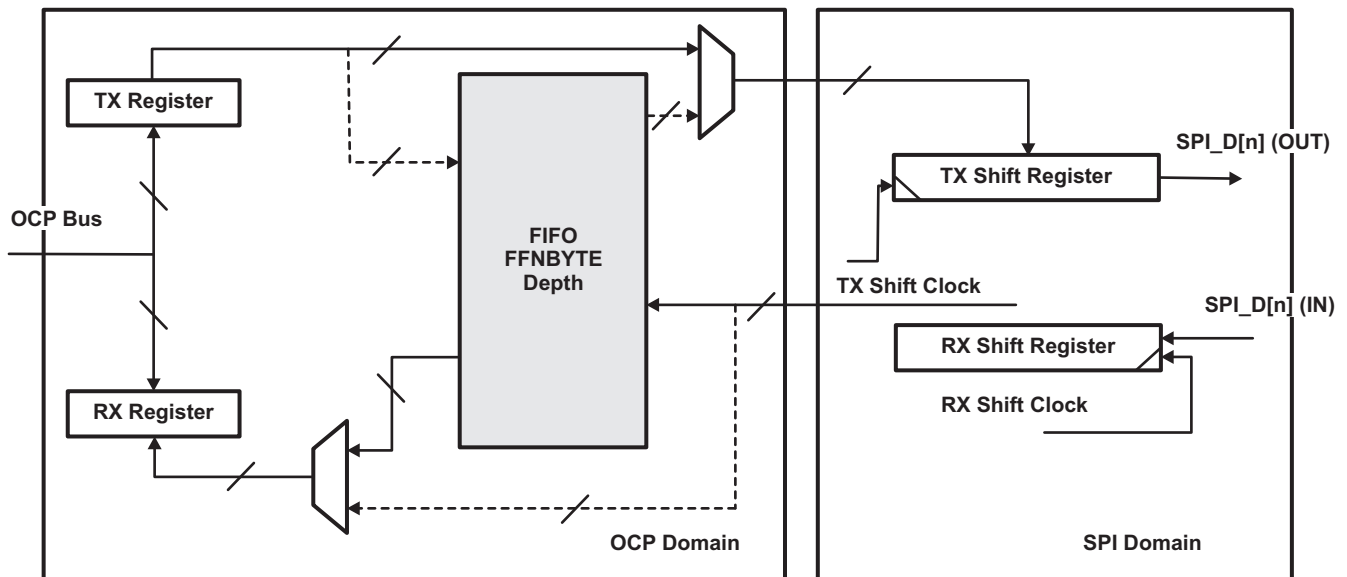 TX Register
SPI_D[n] (OUT)
TX Shift Register
OCP Bus
FIFO
FFNBYTE
Depth
TX Shift Clock
SPI_D[n] (IN)
RX Shift Register
RX Register
RX Shift Clock
OCP Domain
SPI Domain